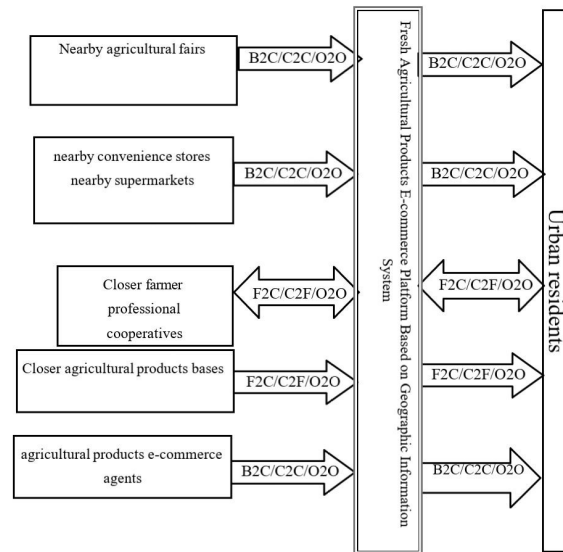 Nearby agricultural fairs
B2C/C2C/O2O
B2C/C2C/O2O
nearby convenience stores
nearby supermarkets
B2C/C2C/O2O
B2C/C2C/O2O
Closer farmer
professional
cooperatives
F2C/C2F/O2O
F2C/C2F/O2O
Closer agricultural products bases
F2C/C2F/O2O
F2C/C2F/O2O
agricultural products e-commerce
agents
B2C/C2C/O2O
B2C/C2C/O2O
Fresh Agricultural Products E-commerce Platform Based on Geographic Information
System
Urban residents